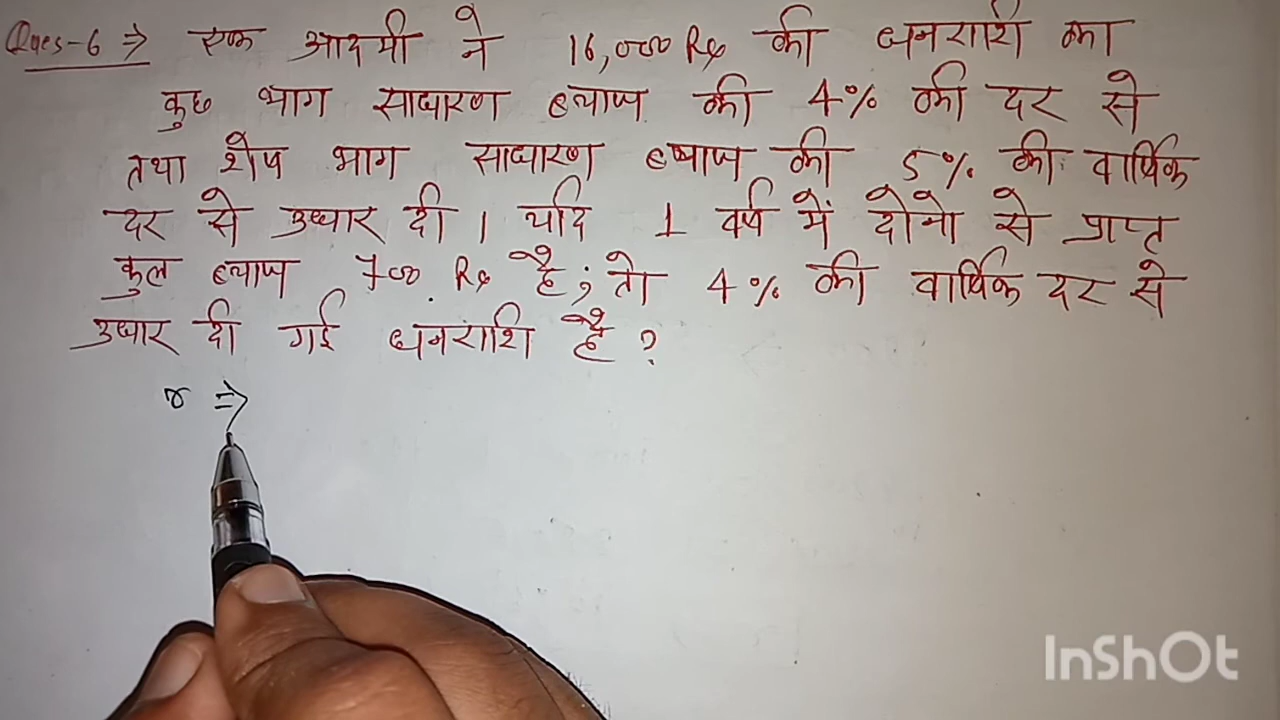 Ques-6 ⇒ एक आदमी ने 16,000 Rs की धनराशि का
कुछ भाग साधारण ब्याज की 4% की दर से
तथा शेष भाग साधारण ब्याज की 5% की वार्षिक
दर से उधार दी । यदि 1 वर्ष में दोनो से प्राप्त
कुल ब्याज 700 Rs है; तो 4% की वार्षिक दर से
उधार दी गई धनराशि है ?
r ⇒
InShOt